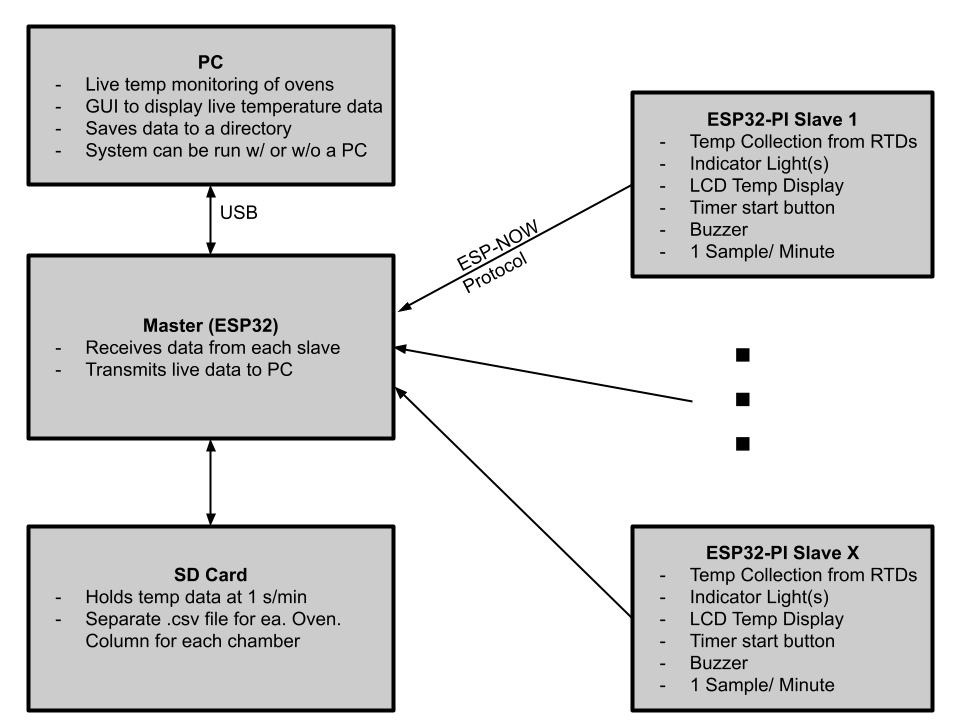 PC
- Live temp monitoring of ovens
- GUI to display live temperature data
- Saves data to a directory
- System can be run w/ or w/o a PC
USB
Master (ESP32)
- Receives data from each slave
- Transmits live data to PC
SD Card
- Holds temp data at 1 s/min
- Separate .csv file for ea. Oven.
Column for each chamber
ESP-NOW
Protocol
ESP32-PI Slave 1
- Temp Collection from RTDs
- Indicator Light(s)
- LCD Temp Display
- Timer start button
- Buzzer
- 1 Sample/ Minute
ESP32-PI Slave X
- Temp Collection from RTDs
- Indicator Light(s)
- LCD Temp Display
- Timer start button
- Buzzer
- 1 Sample/ Minute